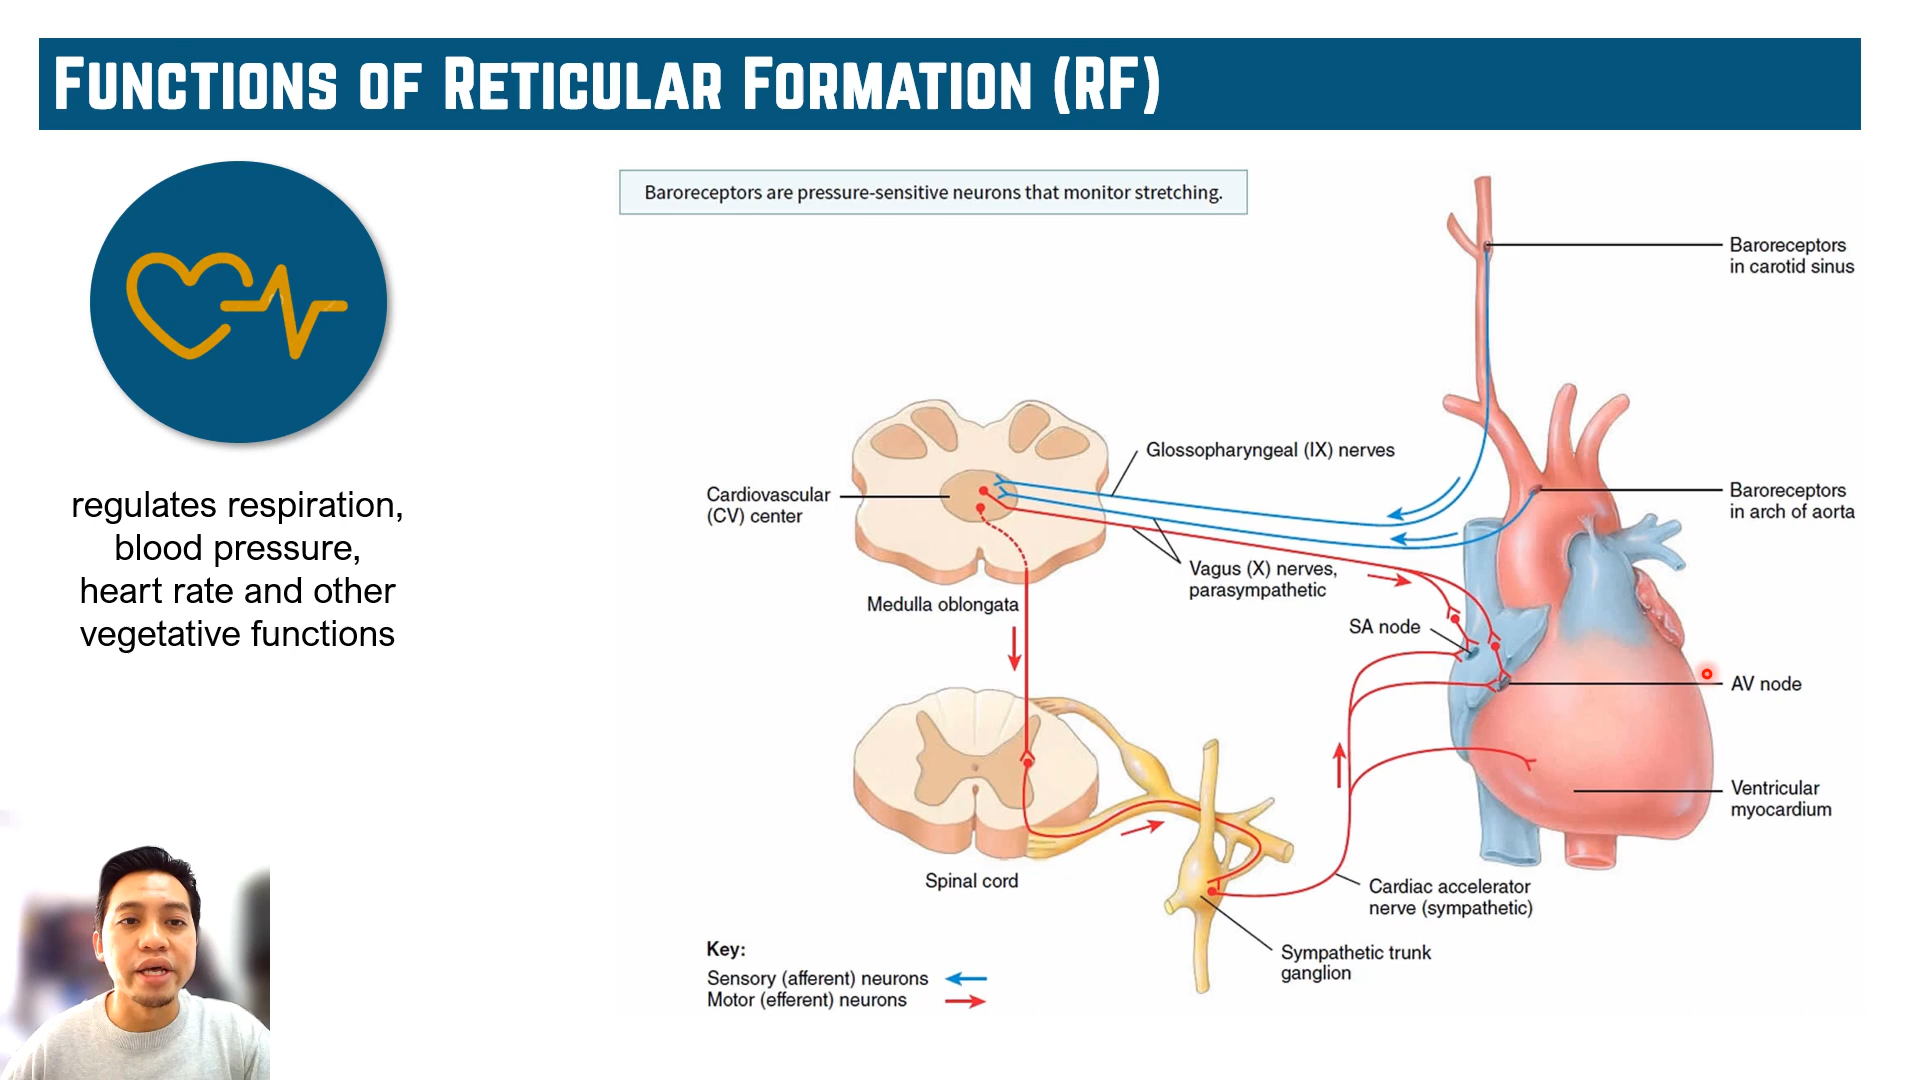 FUNCTIONS OF RETICULAR FORMATION (RF)
regulates respiration,
blood pressure,
heart rate and other
vegetative functions
Baroreceptors are pressure-sensitive neurons that monitor stretching.
Baroreceptors
in carotid sinus
Glossopharyngeal (IX) nerves
Cardiovascular
(CV) center
Baroreceptors
in arch of aorta
Vagus (X) nerves,
parasympathetic
Medulla oblongata
SA node
AV node
Ventricular
myocardium
Spinal cord
Cardiac accelerator
nerve (sympathetic)
Sympathetic trunk
ganglion
Key:
Sensory (afferent) neurons
Motor (efferent) neurons